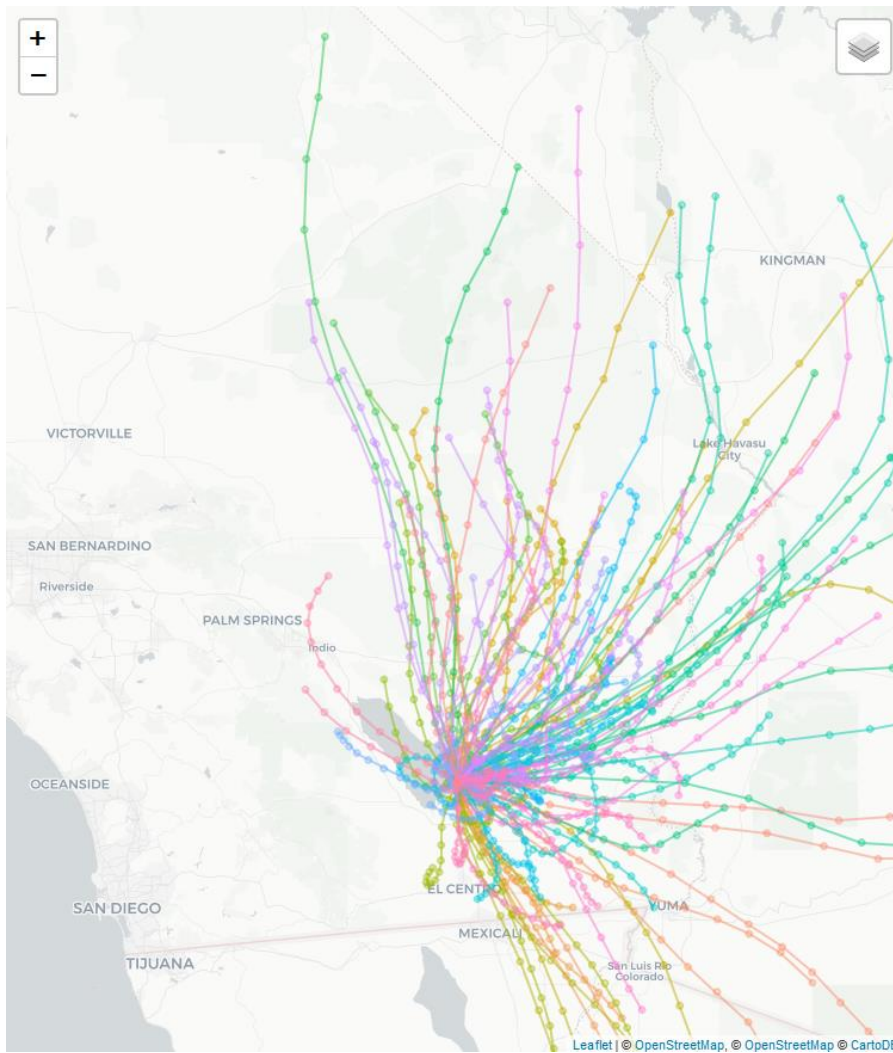 +
−
KINGMAN
VICTORVILLE
Lake Havasu
City
SAN BERNARDINO
Riverside
PALM SPRINGS
Indio
OCEANSIDE
EL CENTRO
SAN DIEGO
YUMA
MEXICALI
TIJUANA
San Luis Rio
Colorado
Leaflet | © OpenStreetMap, © OpenStreetMap © CartoD